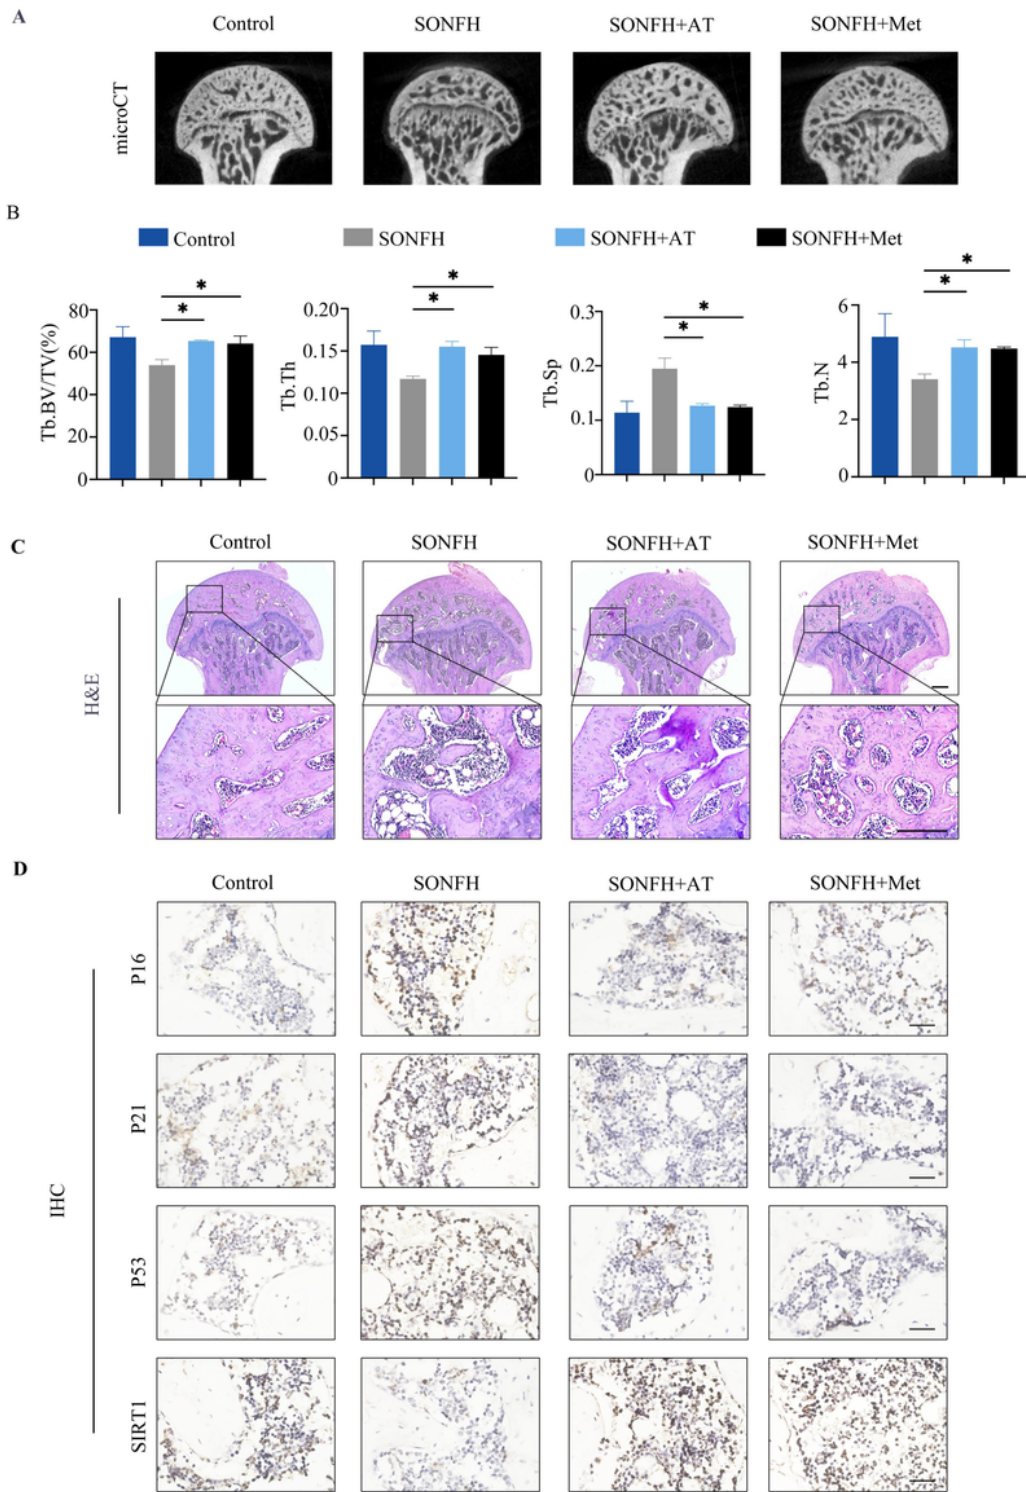 A
Control SONFH SONFH+AT SONFH+Met
microCT
B
Control SONFH SONFH+AT SONFH+Met
Tb.BV/TV(%)
80
60
40
20
0
* *
Tb.Th
0.20
0.15
0.10
0.05
0
* *
Tb.Sp
0.3
0.2
0.1
0
* *
Tb.N
6
4
2
0
* *
C
Control SONFH SONFH+AT SONFH+Met
H&E
D
Control SONFH SONFH+AT SONFH+Met
IHC
P16
P21
P53
SIRT1